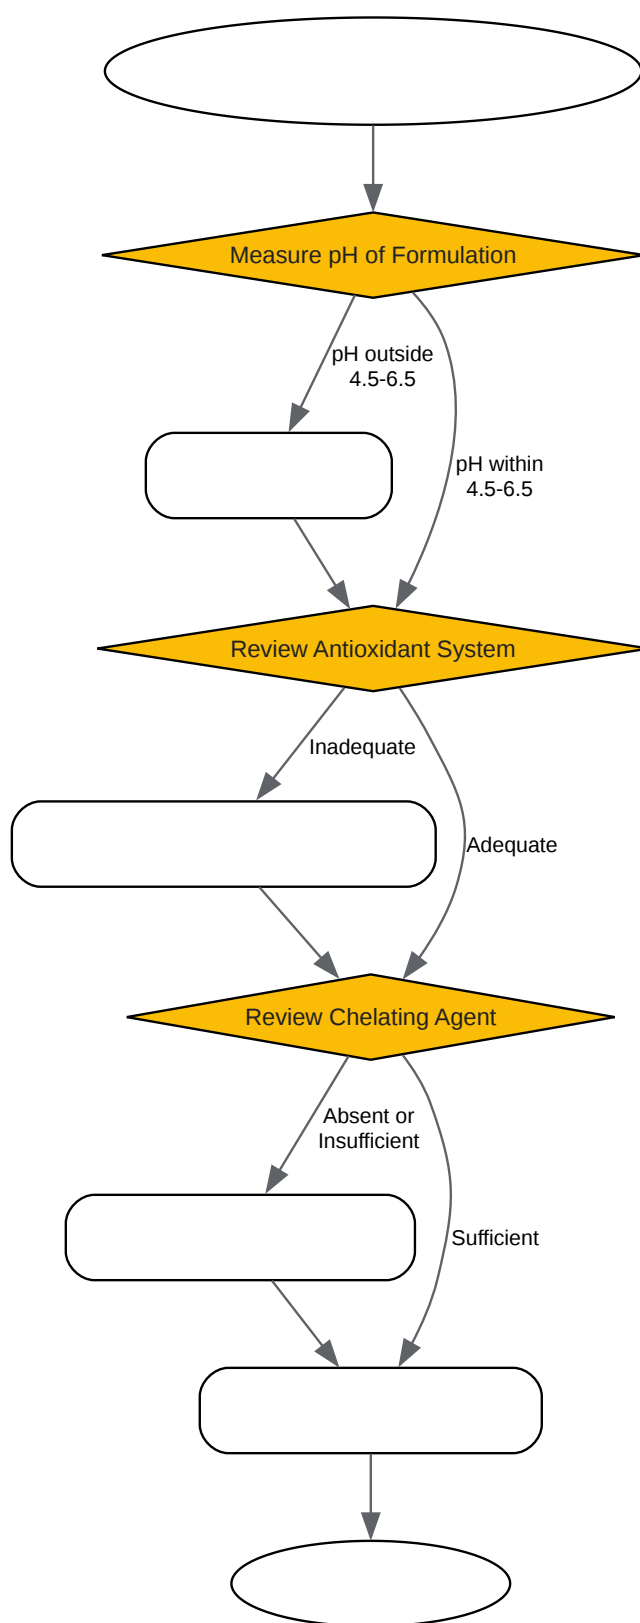 Measure pH of Formulation
pH outside
4.5-6.5
pH within
4.5-6.5
Review Antioxidant System
Inadequate
Adequate
Review Chelating Agent
Absent or
Insufficient
Sufficient